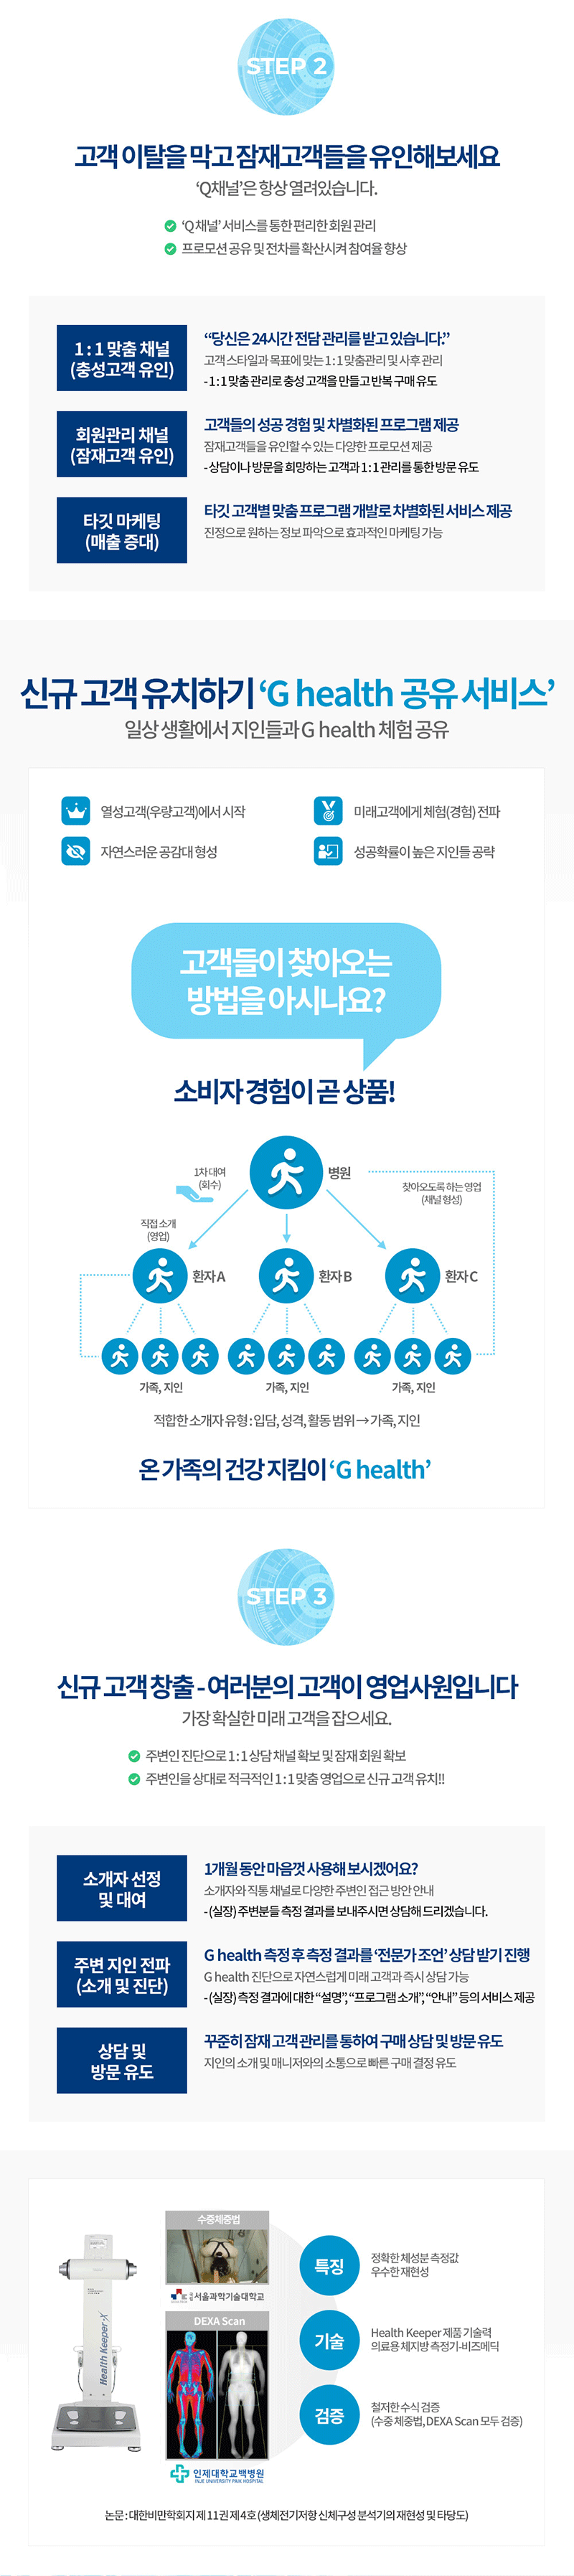 STEP 2
고객 이탈을 막고 잠재고객들을 유인해보세요
‘Q채널’은 항상 열려있습니다.
‘Q 채널’ 서비스를 통한 편리한 회원 관리
프로모션 공유 및 전차를 확산시켜 참여율 향상
1 : 1 맞춤 채널
(충성고객 유인)
“당신은 24시간 전담 관리를 받고 있습니다.”
고객 스타일과 목표에 맞는 1 : 1 맞춤관리 및 사후 관리
- 1 : 1 맞춤 관리로 충성 고객을 만들고 반복 구매 유도
회원관리 채널
(잠재고객 유인)
고객들의 성공 경험 및 차별화된 프로그램 제공
잠재고객들을 유인할 수 있는 다양한 프로모션 제공
- 상담이나 방문을 희망하는 고객과 1 : 1 관리를 통한 방문 유도
타깃 마케팅
(매출 증대)
타깃 고객별 맞춤 프로그램 개발로 차별화된 서비스 제공
진정으로 원하는 정보 파악으로 효과적인 마케팅 가능
신규 고객 유치하기 ‘G health 공유 서비스’
일상 생활에서 지인들과 G health 체험 공유
열성고객(우량고객)에서 시작
미래고객에게 체험(경험) 전파
자연스러운 공감대 형성
성공확률이 높은 지인들 공략
고객들이 찾아오는
방법을 아시나요?
소비자 경험이 곧 상품!
1차 대여
(회수)
병원
찾아오도록 하는 영업
(채널 형성)
직접 소개
(영업)
환자 A
환자 B
환자 C
가족, 지인
가족, 지인
가족, 지인
적합한 소개자 유형 : 입담, 성격, 활동 범위 → 가족, 지인
온 가족의 건강 지킴이 ‘G health’
STEP 3
신규 고객 창출 - 여러분의 고객이 영업사원입니다
가장 확실한 미래 고객을 잡으세요.
주변인 진단으로 1 : 1 상담 채널 확보 및 잠재 회원 확보
주변인을 상대로 적극적인 1 : 1 맞춤 영업으로 신규 고객 유치!!
소개자 선정
및 대여
1개월 동안 마음껏 사용해 보시겠어요?
소개자와 직통 채널로 다양한 주변인 접근 방안 안내
- (실장) 주변분들 측정 결과를 보내주시면 상담해 드리겠습니다.
주변 지인 전파
(소개 및 진단)
G health 측정 후 측정 결과를 ‘전문가 조언’ 상담 받기 진행
G health 진단으로 자연스럽게 미래 고객과 즉시 상담 가능
- (실장) 측정 결과에 대한 “설명”, “프로그램 소개”, “안내” 등의 서비스 제공
상담 및
방문 유도
꾸준히 잠재 고객 관리를 통하여 구매 상담 및 방문 유도
지인의 소개 및 매니저와의 소통으로 빠른 구매 결정 유도
수중체중법
서울과학기술대학교
DEXA Scan
Health Keeper X
인제대학교백병원
INJE UNIVERSITY PAIK HOSPITAL
특징
정확한 체성분 측정값
우수한 재현성
기술
Health Keeper 제품 기술력
의료용 체지방 측정기-비즈메딕
검증
철저한 수식 검증
(수중 체중법, DEXA Scan 모두 검증)
논문 : 대한비만학회지 제 11권 제 4호 (생체전기저항 신체구성 분석기의 재현성 및 타당도)